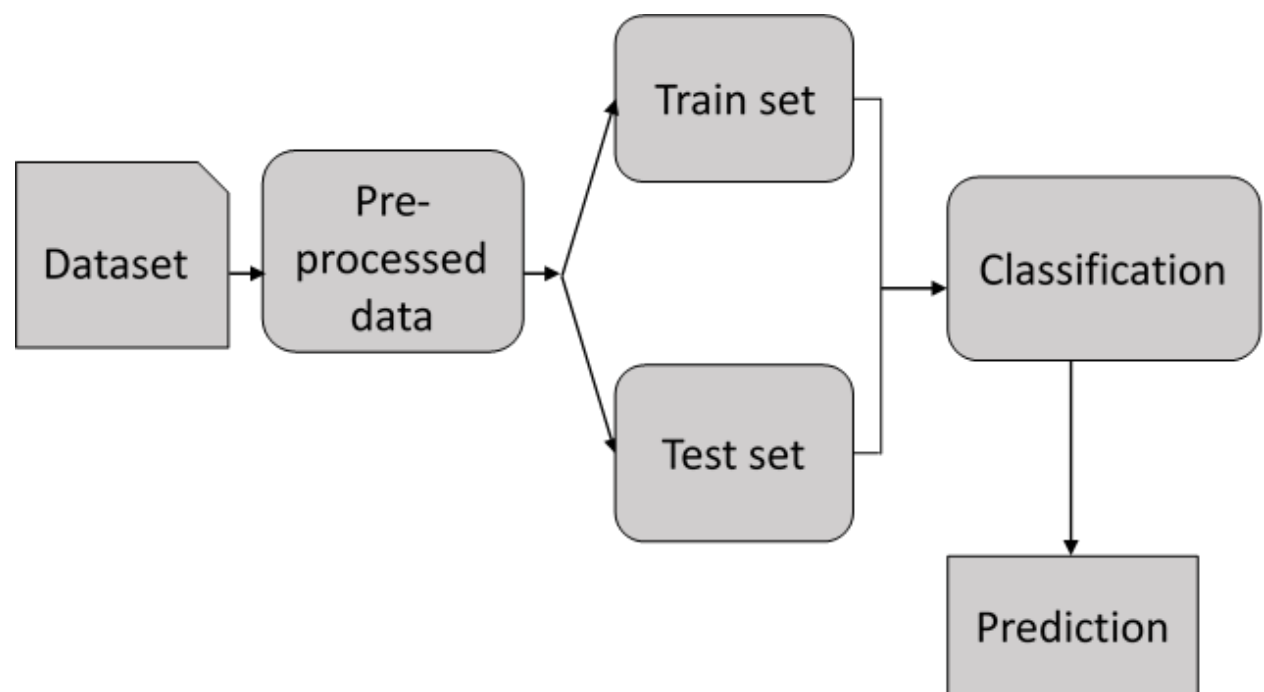 Dataset
Pre-
processed
data
Train set
Test set
Classification
Prediction